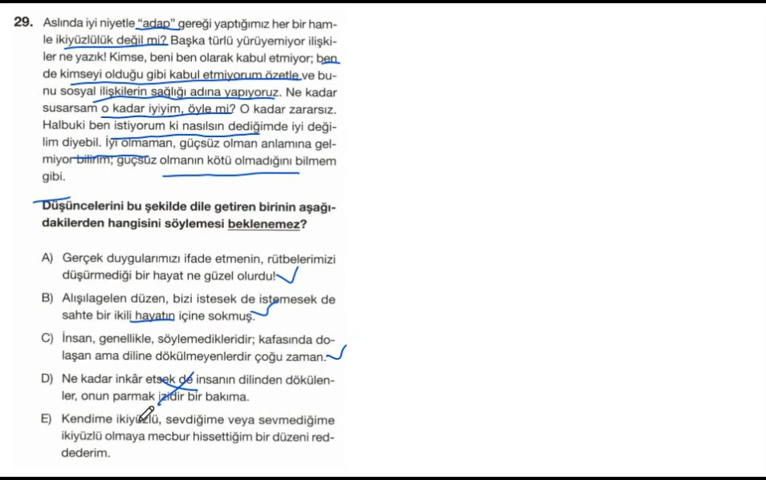 29. Aslında iyi niyetle “adap” gereği yaptığımız her bir ham-
le ikiyüzlülük değil mi? Başka türlü yürüyemiyor ilişki-
ler ne yazık! Kimse, beni ben olarak kabul etmiyor; ben
de kimseyi olduğu gibi kabul etmiyorum özetle ve bu-
nu sosyal ilişkilerin sağlığı adına yapıyoruz. Ne kadar
susarsam o kadar iyiyim, öyle mi? O kadar zararsız.
Halbuki ben istiyorum ki nasılsın dediğimde iyi deği-
lim diyebil. İyi olmaman, güçsüz olman anlamına gel-
miyor bilirim; güçsüz olmanın kötü olmadığını bilmem
gibi.
Düşüncelerini bu şekilde dile getiren birinin aşağı-
dakilerden hangisini söylemesi beklenemez?
A) Gerçek duygularımızı ifade etmenin, rütbelerimizi
düşürmediği bir hayat ne güzel olurdu!
B) Alışılagelen düzen, bizi istesek de istemesek de
sahte bir ikili hayatın içine sokmuş.
C) İnsan, genellikle, söylemedikleridir; kafasında do-
laşan ama diline dökülmeyenlerdir çoğu zaman.
D) Ne kadar inkâr etsek de insanın dilinden dökülen-
ler, onun parmak izidir bir bakıma.
E) Kendime ikiyüzlü, sevdiğime veya sevmediğime
ikiyüzlü olmaya mecbur hissettiğim bir düzeni red-
dederim.